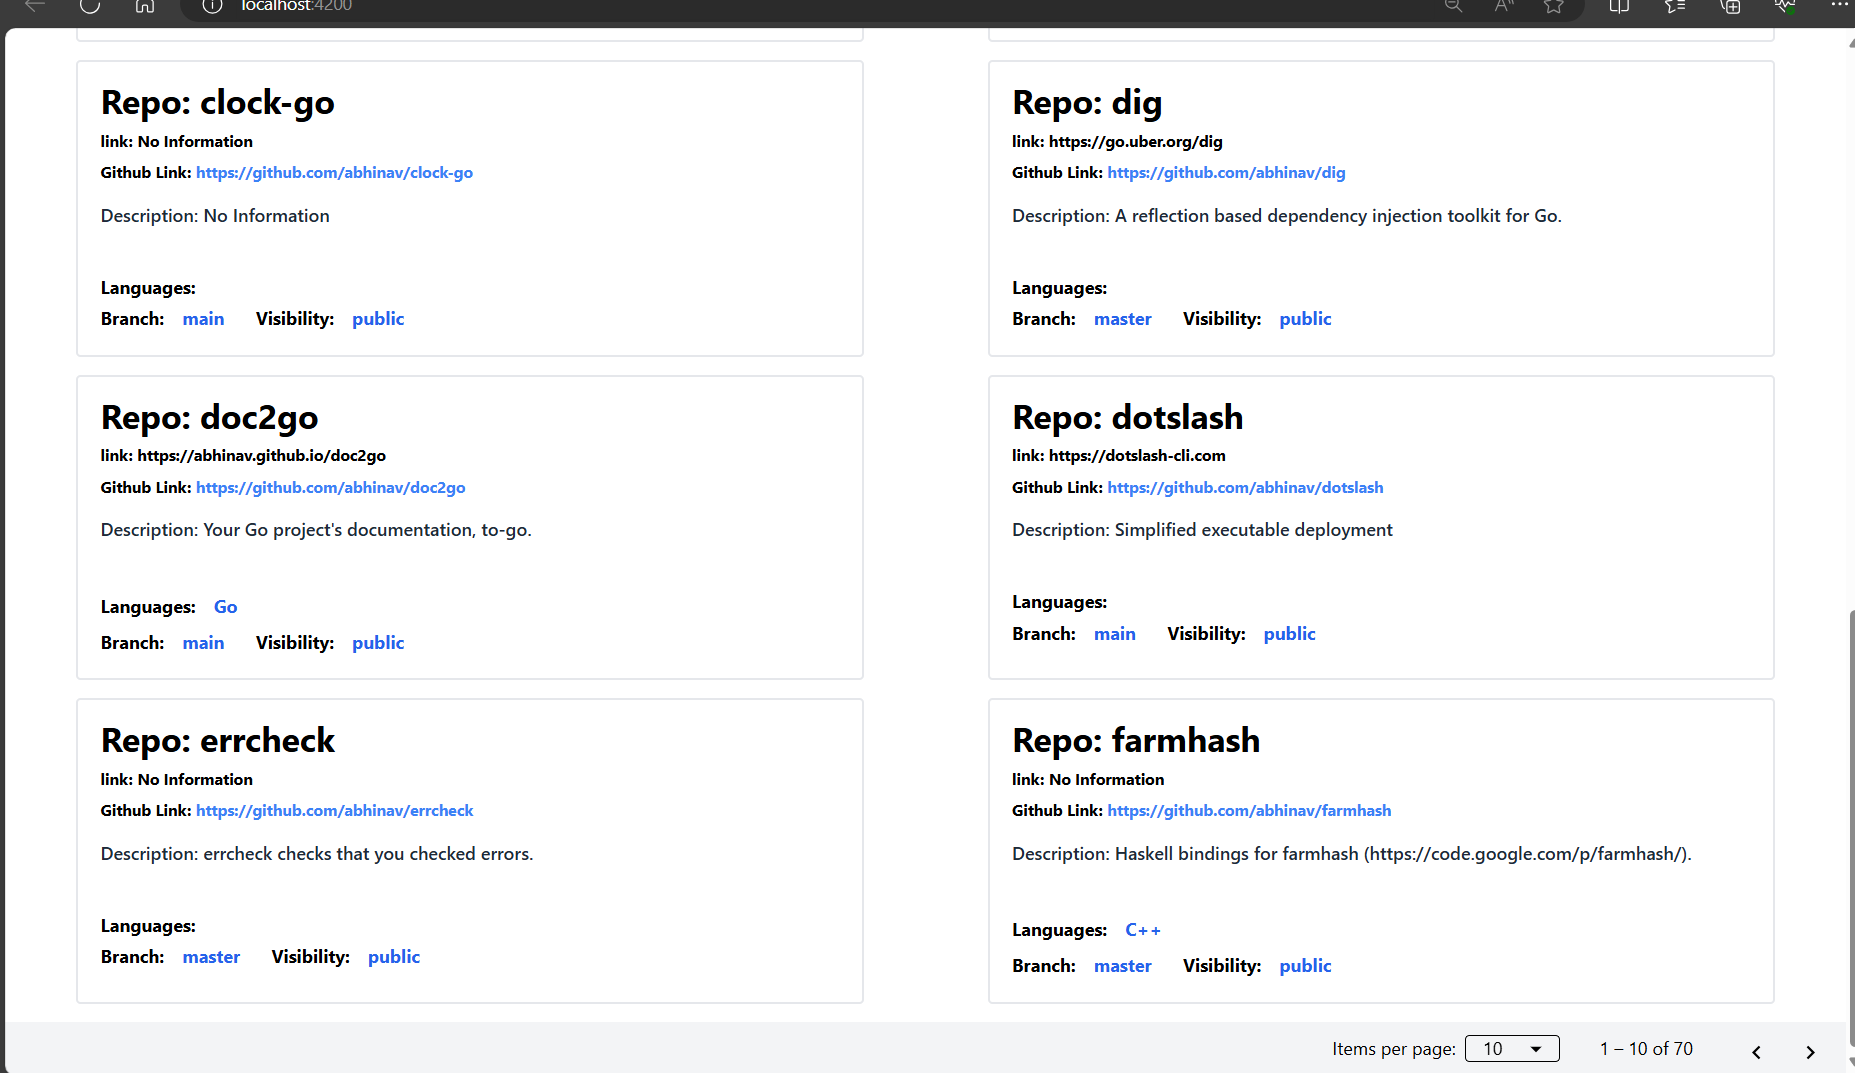 localhost:4200
Repo: clock-go
link: No Information
Github Link: https://github.com/abhinav/clock-go
Description: No Information
Languages:
Branch: main Visibility: public
Repo: dig
link: https://go.uber.org/dig
Github Link: https://github.com/abhinav/dig
Description: A reflection based dependency injection toolkit for Go.
Languages:
Branch: master Visibility: public
Repo: doc2go
link: https://abhinav.github.io/doc2go
Github Link: https://github.com/abhinav/doc2go
Description: Your Go project's documentation, to-go.
Languages: Go
Branch: main Visibility: public
Repo: dotslash
link: https://dotslash-cli.com
Github Link: https://github.com/abhinav/dotslash
Description: Simplified executable deployment
Languages:
Branch: main Visibility: public
Repo: errcheck
link: No Information
Github Link: https://github.com/abhinav/errcheck
Description: errcheck checks that you checked errors.
Languages:
Branch: master Visibility: public
Repo: farmhash
link: No Information
Github Link: https://github.com/abhinav/farmhash
Description: Haskell bindings for farmhash (https://code.google.com/p/farmhash/).
Languages: C++
Branch: master Visibility: public
Items per page: 10 1 – 10 of 70